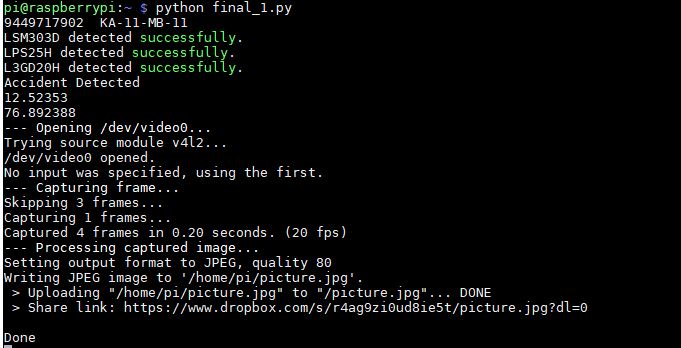 pi@raspberrypi:~ $ python final_1.py
9449717902  KA-11-MB-11
LSM303D detected successfully.
LPS25H detected successfully.
L3GD20H detected successfully.
Accident Detected
12.52353
76.892388
--- Opening /dev/video0...
Trying source module v4l2...
/dev/video0 opened.
No input was specified, using the first.
--- Capturing frame...
Skipping 3 frames...
Capturing 1 frames...
Captured 4 frames in 0.20 seconds. (20 fps)
--- Processing captured image...
Setting output format to JPEG, quality 80
Writing JPEG image to '/home/pi/picture.jpg'.
 > Uploading "/home/pi/picture.jpg" to "/picture.jpg"... DONE
 > Share link: https://www.dropbox.com/s/r4ag9zi0ud8ie5t/picture.jpg?dl=0
Done